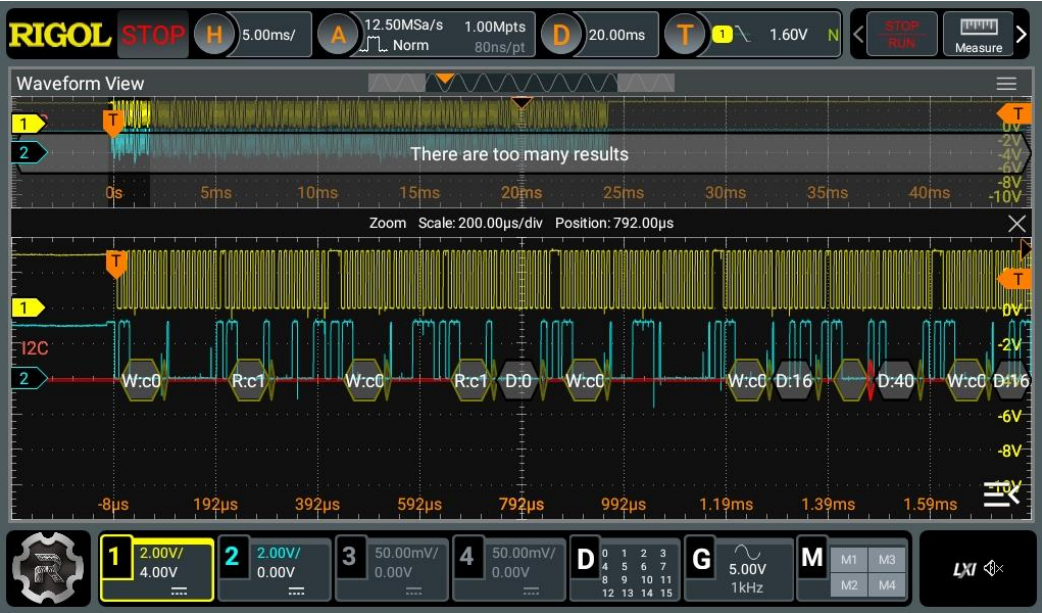 RIGOL STOP H 5.00ms/ A 12.50MSa/s 1.00Mpts D 20.00ms T 1 1.60V N STOP
Norm 80ns/pt RUN Measure
Waveform View
T T
1 0V
2 There are too many results -2V
-4V
-6V
-8V
0s 5ms 10ms 15ms 20ms 25ms 30ms 35ms 40ms -10V
Zoom Scale:200.00µs/div Position:792.00µs
T
T
1 0V
I2C -2V
2 W:c0 R:c1 W:c0 R:c1 D:0 W:c0 W:c0 D:16 D:40 W:c0
-6V
-8V
-8µs 192µs 392µs 592µs 792µs 992µs 1.19ms 1.39ms 1.59ms
1 2.00V/ 4.00V
2 2.00V/ 0.00V
3 50.00mV/ 0.00V
4 50.00mV/ 0.00V
D 0 1 2 3
4 5 6 7
8 9 10 11
12 13 14 15
G 5.00V 1kHz
M M1 M3
M2 M4
LXI